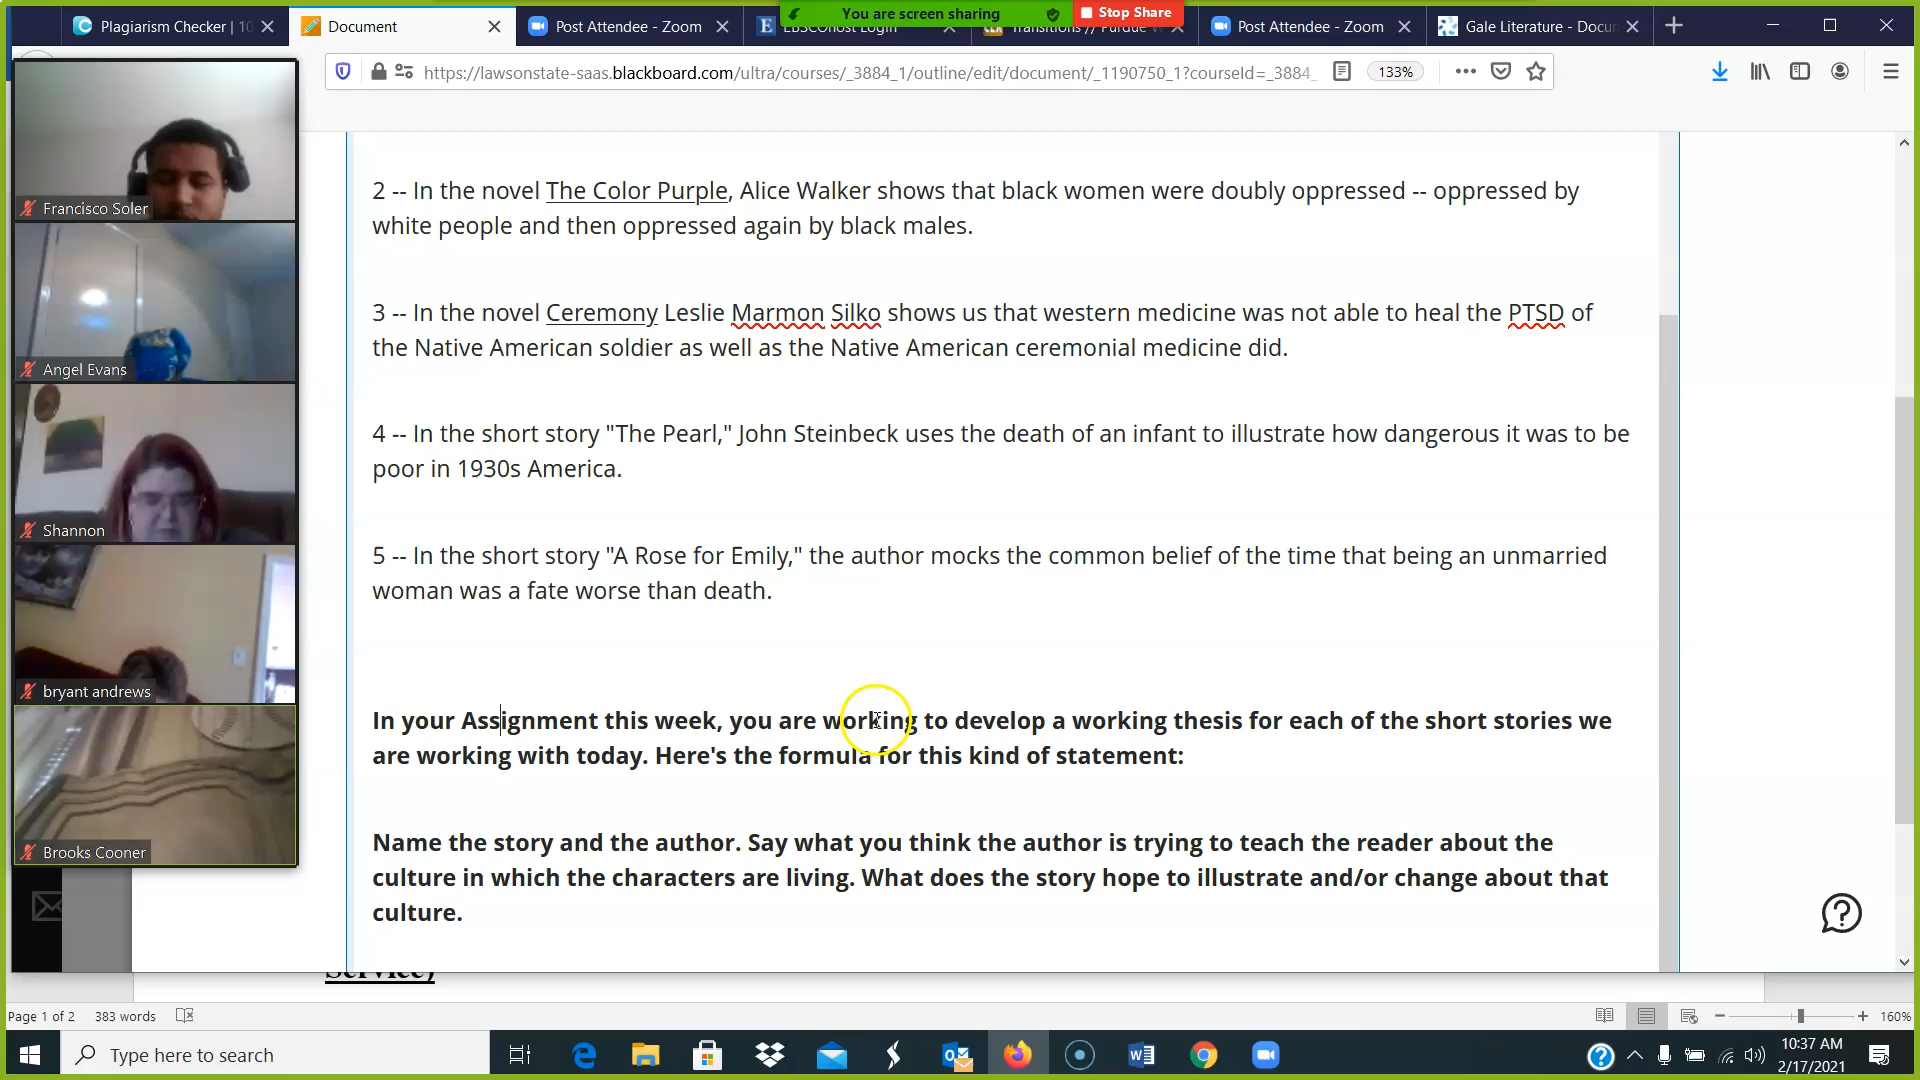 Plagiarism Checker | 10
Document
Post Attendee - Zoom
You are screen sharing
Stop Share
EBSCOhost Login
Transitions // Purdue
Post Attendee - Zoom
Gale Literature - Docu
https://lawsonstate-saas.blackboard.com/ultra/courses/_3884_1/outline/edit/document/_1190750_1?courseId=_3884_
133%
Francisco Soler
Angel Evans
Shannon
bryant andrews
Brooks Cooner
2 -- In the novel The Color Purple, Alice Walker shows that black women were doubly oppressed -- oppressed by
white people and then oppressed again by black males.
3 -- In the novel Ceremony Leslie Marmon Silko shows us that western medicine was not able to heal the PTSD of
the Native American soldier as well as the Native American ceremonial medicine did.
4 -- In the short story "The Pearl," John Steinbeck uses the death of an infant to illustrate how dangerous it was to be
poor in 1930s America.
5 -- In the short story "A Rose for Emily," the author mocks the common belief of the time that being an unmarried
woman was a fate worse than death.
In your Assignment this week, you are working to develop a working thesis for each of the short stories we
are working with today. Here's the formula for this kind of statement:
Name the story and the author. Say what you think the author is trying to teach the reader about the
culture in which the characters are living. What does the story hope to illustrate and/or change about that
culture.
Service)
Page 1 of 2
383 words
160%
Type here to search
10:37 AM
2/17/2021